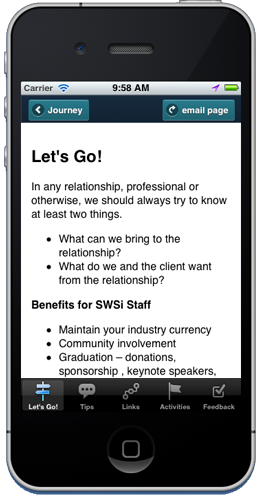 Carrier 9:58 AM
Journey email page
Let's Go!
In any relationship, professional or
otherwise, we should always try to know
at least two things.
• What can we bring to the
relationship?
• What do we and the client want
from the relationship?
Benefits for SWSi Staff
• Maintain your industry currency
• Community involvement
• Graduation – donations,
sponsorship , keynote speakers,
Let's Go! Tips Links Activities Feedback